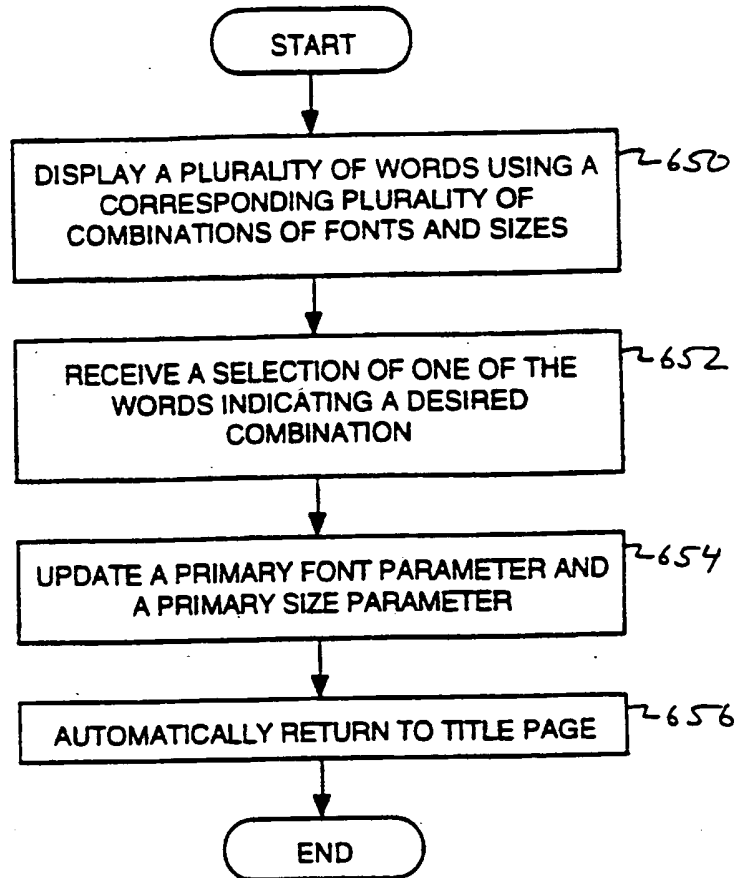 START
DISPLAY A PLURALITY OF WORDS USING A
CORRESPONDING PLURALITY OF
COMBINATIONS OF FONTS AND SIZES
650
RECEIVE A SELECTION OF ONE OF THE
WORDS INDICATING A DESIRED
COMBINATION
652
UPDATE A PRIMARY FONT PARAMETER AND
A PRIMARY SIZE PARAMETER
654
AUTOMATICALLY RETURN TO TITLE PAGE
656
END